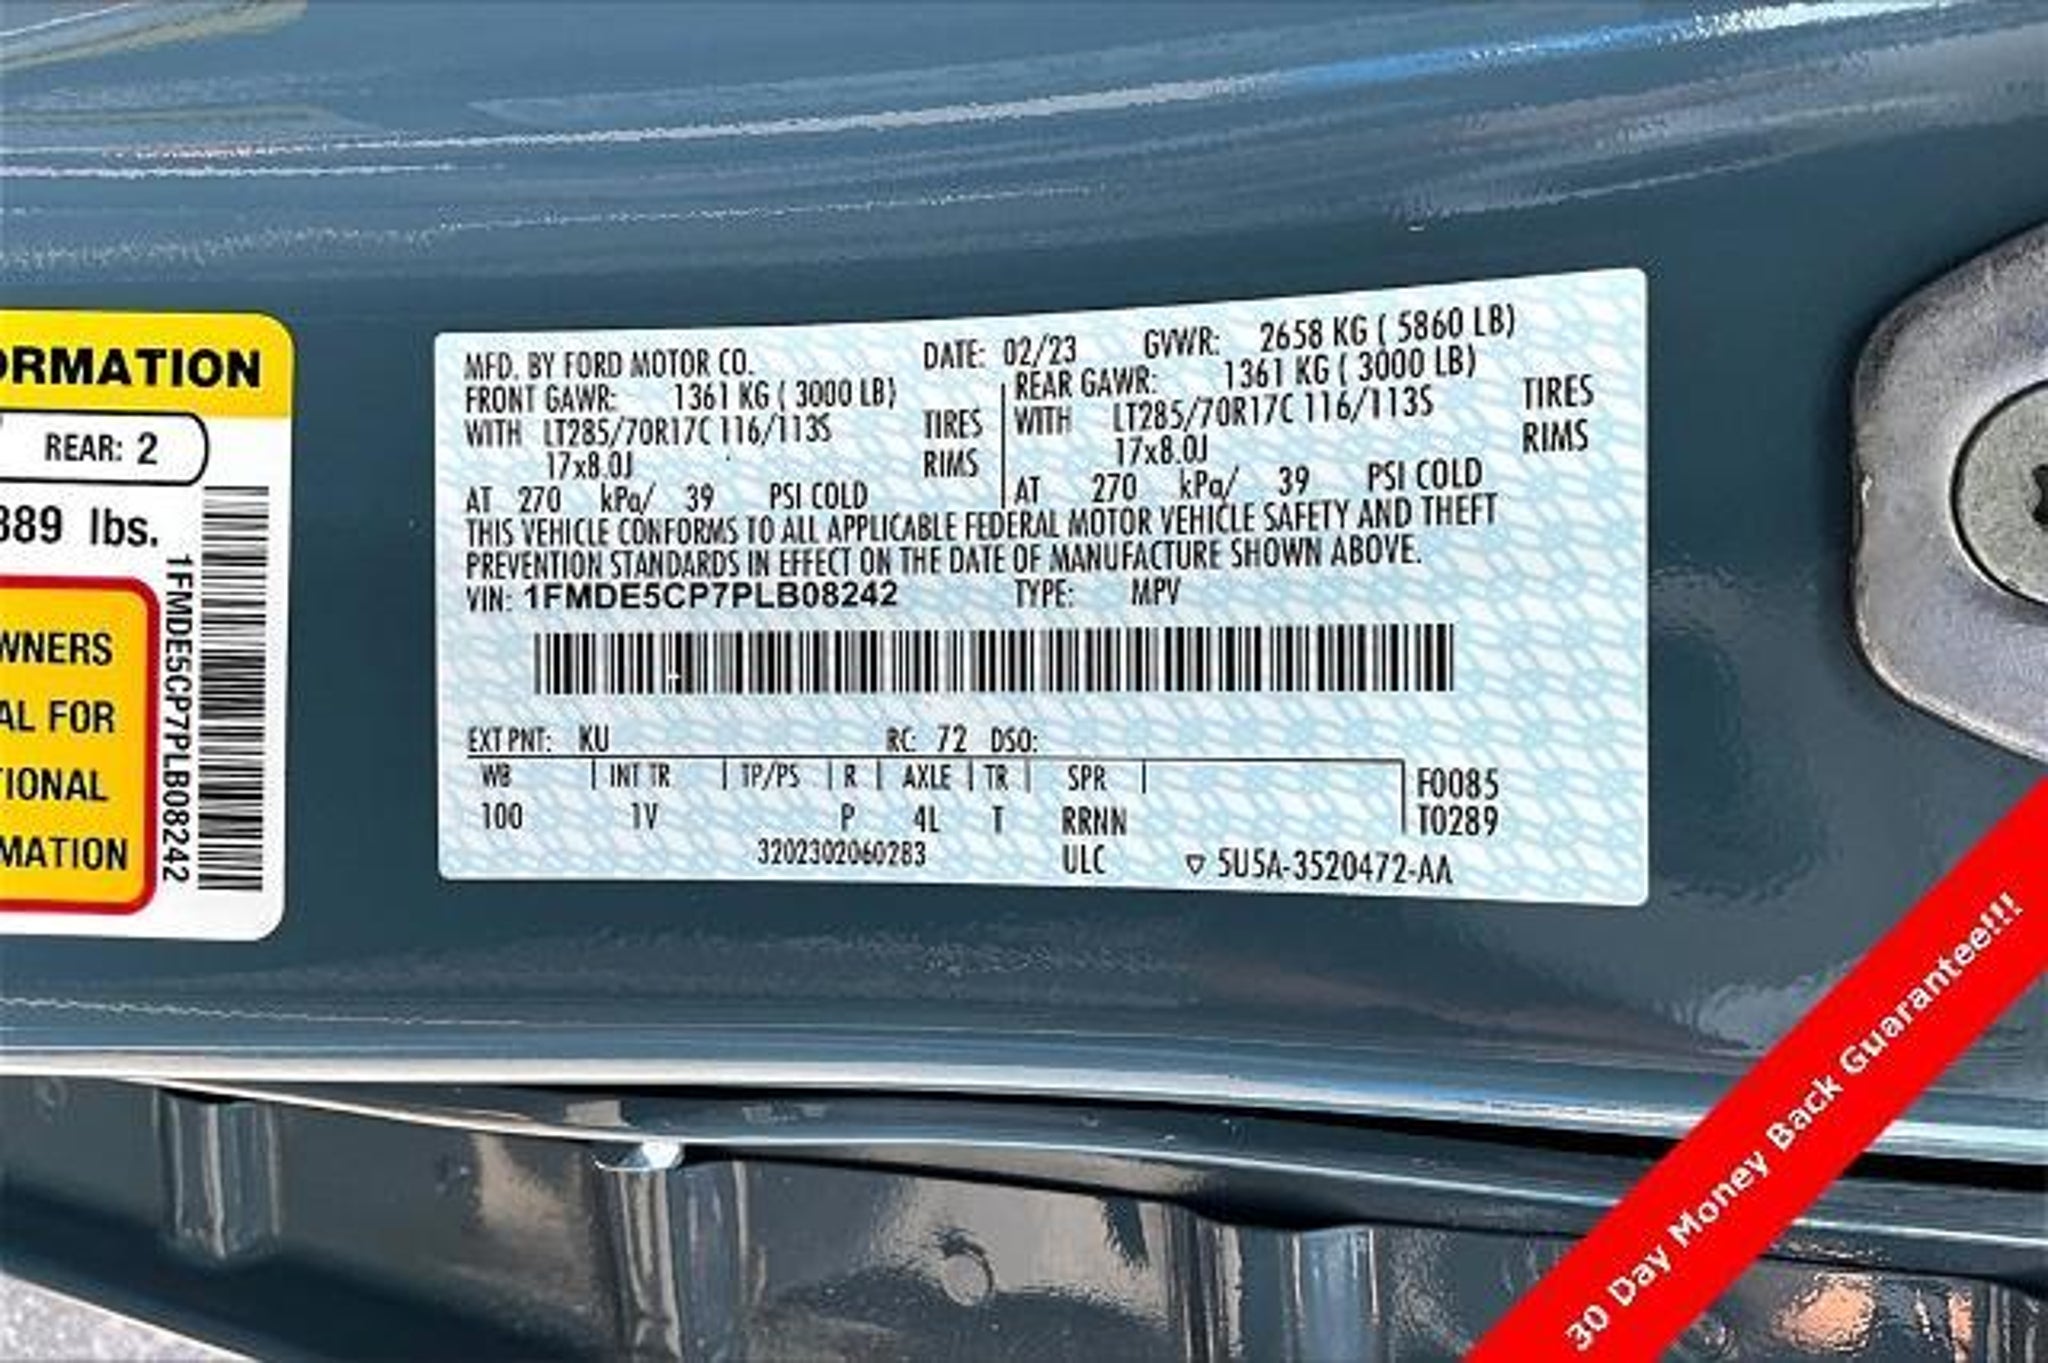 ORMATION
REAR: 2
889 lbs.
WNERS
AL FOR
TIONAL
MATION
1FMDE5CP7PLB08242
MFD. BY FORD MOTOR CO. DATE: 02/23 GVWR: 2658 KG ( 5860 LB)
FRONT GAWR: 1361 KG ( 3000 LB) REAR GAWR: 1361 KG ( 3000 LB)
WITH LT285/70R17C 116/113S TIRES WITH LT285/70R17C 116/113S TIRES
17x8.0J RIMS 17x8.0J RIMS
AT 270 kPa/ 39 PSI COLD AT 270 kPa/ 39 PSI COLD
THIS VEHICLE CONFORMS TO ALL APPLICABLE FEDERAL MOTOR VEHICLE SAFETY AND THEFT
PREVENTION STANDARDS IN EFFECT ON THE DATE OF MANUFACTURE SHOWN ABOVE.
VIN: 1FMDE5CP7PLB08242 TYPE: MPV
EXT PNT: KU RC: 72 DSO:
WB INT TR TP/PS R AXLE TR SPR F0085
100 1V P 4L T RRNN T0289
3202302060283 ULC ▽ 5U5A-3520472-AA
30 Day Money Back Guarantee!!!